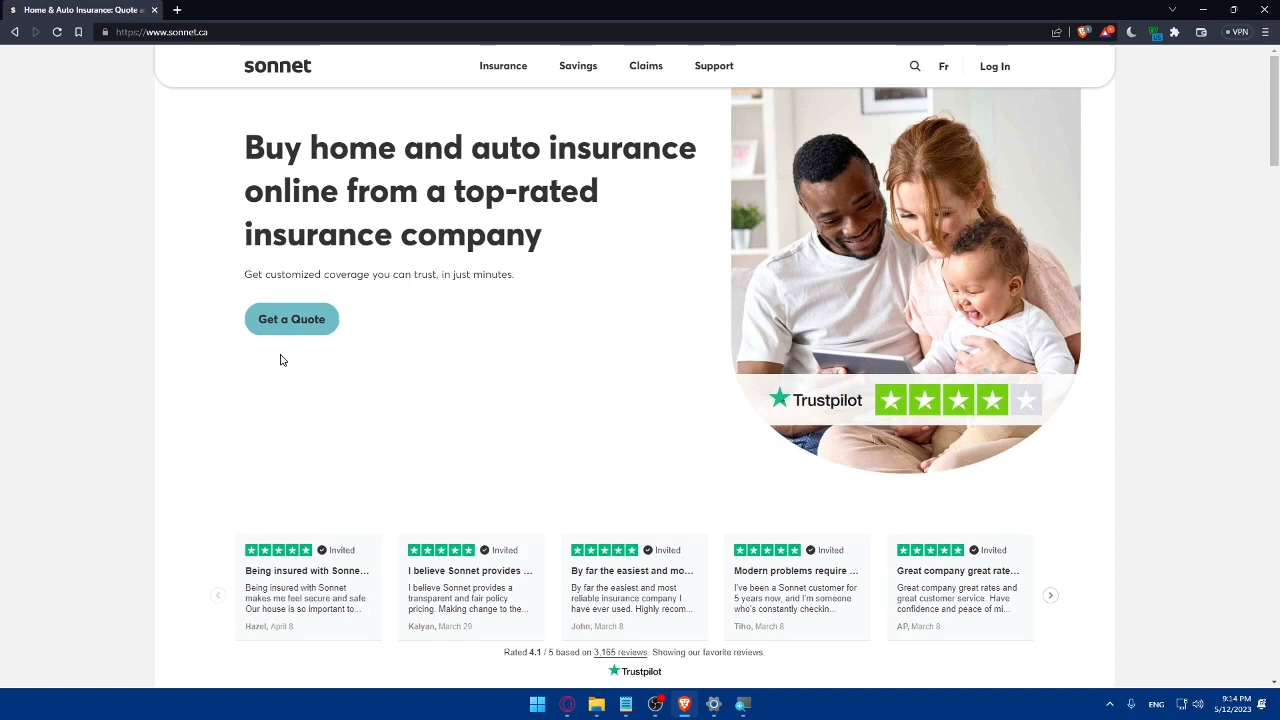 Home & Auto Insurance: Quote
https://www.sonnet.ca
VPN
sonnet
Insurance
Savings
Claims
Support
Fr
Log In
Buy home and auto insurance
online from a top-rated
insurance company
Get customized coverage you can trust, in just minutes.
Get a Quote
Trustpilot
Invited
Being insured with Sonne...
Being insured with Sonnet
makes me feel secure and safe.
Our house is so important to...
Hazel, April 8
Invited
I believe Sonnet provides ...
I believe Sonnet provides a
transparent and fair policy
pricing. Making change to the...
Kalyan, March 29
Invited
By far the easiest and mo...
By far the easiest and most
reliable insurance company I
have ever used. Highly recom...
John, March 8
Invited
Modern problems require ...
I've been a Sonnet customer for
5 years now, and I'm someone
who's constantly checkin...
Tiho, March 8
Invited
Great company great rate...
Great company great rates and
great customer service. Have
confidence and peace of mi...
AP, March 8
Rated 4.1 / 5 based on 3,165 reviews. Showing our favorite reviews.
Trustpilot
ENG
9:14 PM
5/12/2023